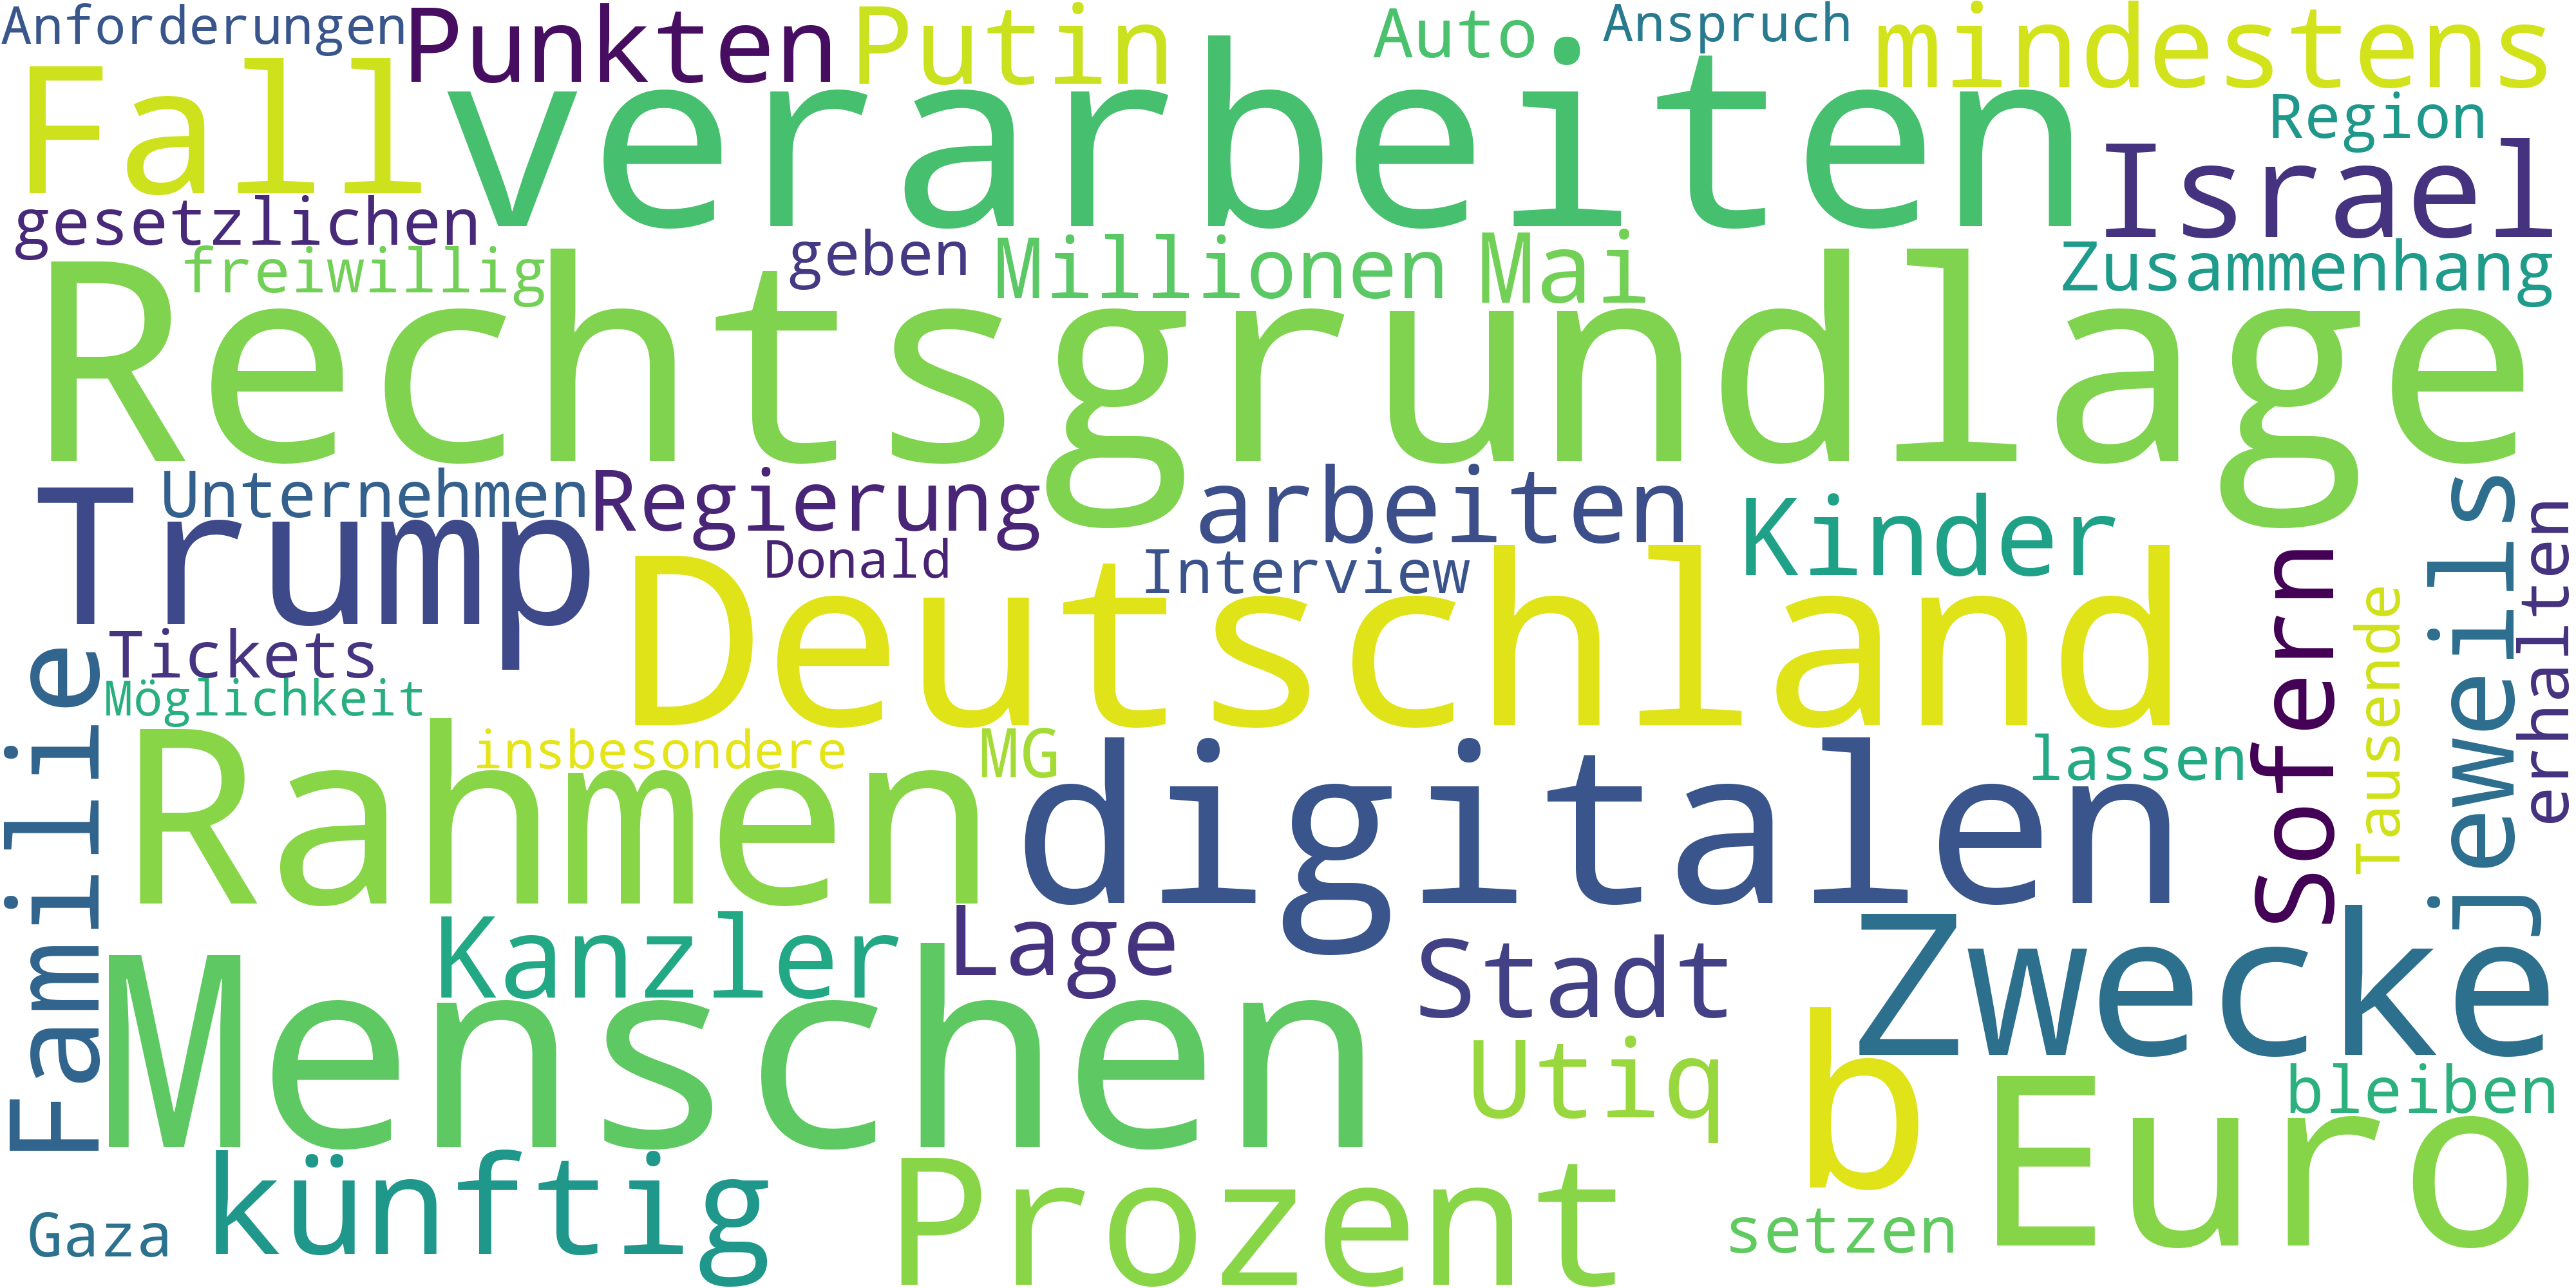 Anforderungen
Punkten
Putin
Auto
Anspruch
mindestens
Fall
verarbeiten
Region
Israel
gesetzlichen
freiwillig
geben
Millionen
Mai
Zusammenhang
Rechtsgrundlage
Trump
Unternehmen
Regierung
Donald
arbeiten
Interview
Kinder
Sofern
Tausende
jeweils
erhalten
Deutschland
Tickets
Möglichkeit
Familie
Rahmen
insbesondere
MG
digitalen
lassen
Kanzler
Lage
Stadt
Zwecke
Menschen
Utiq
b
bleiben
Euro
künftig
Gaza
Prozent
setzen